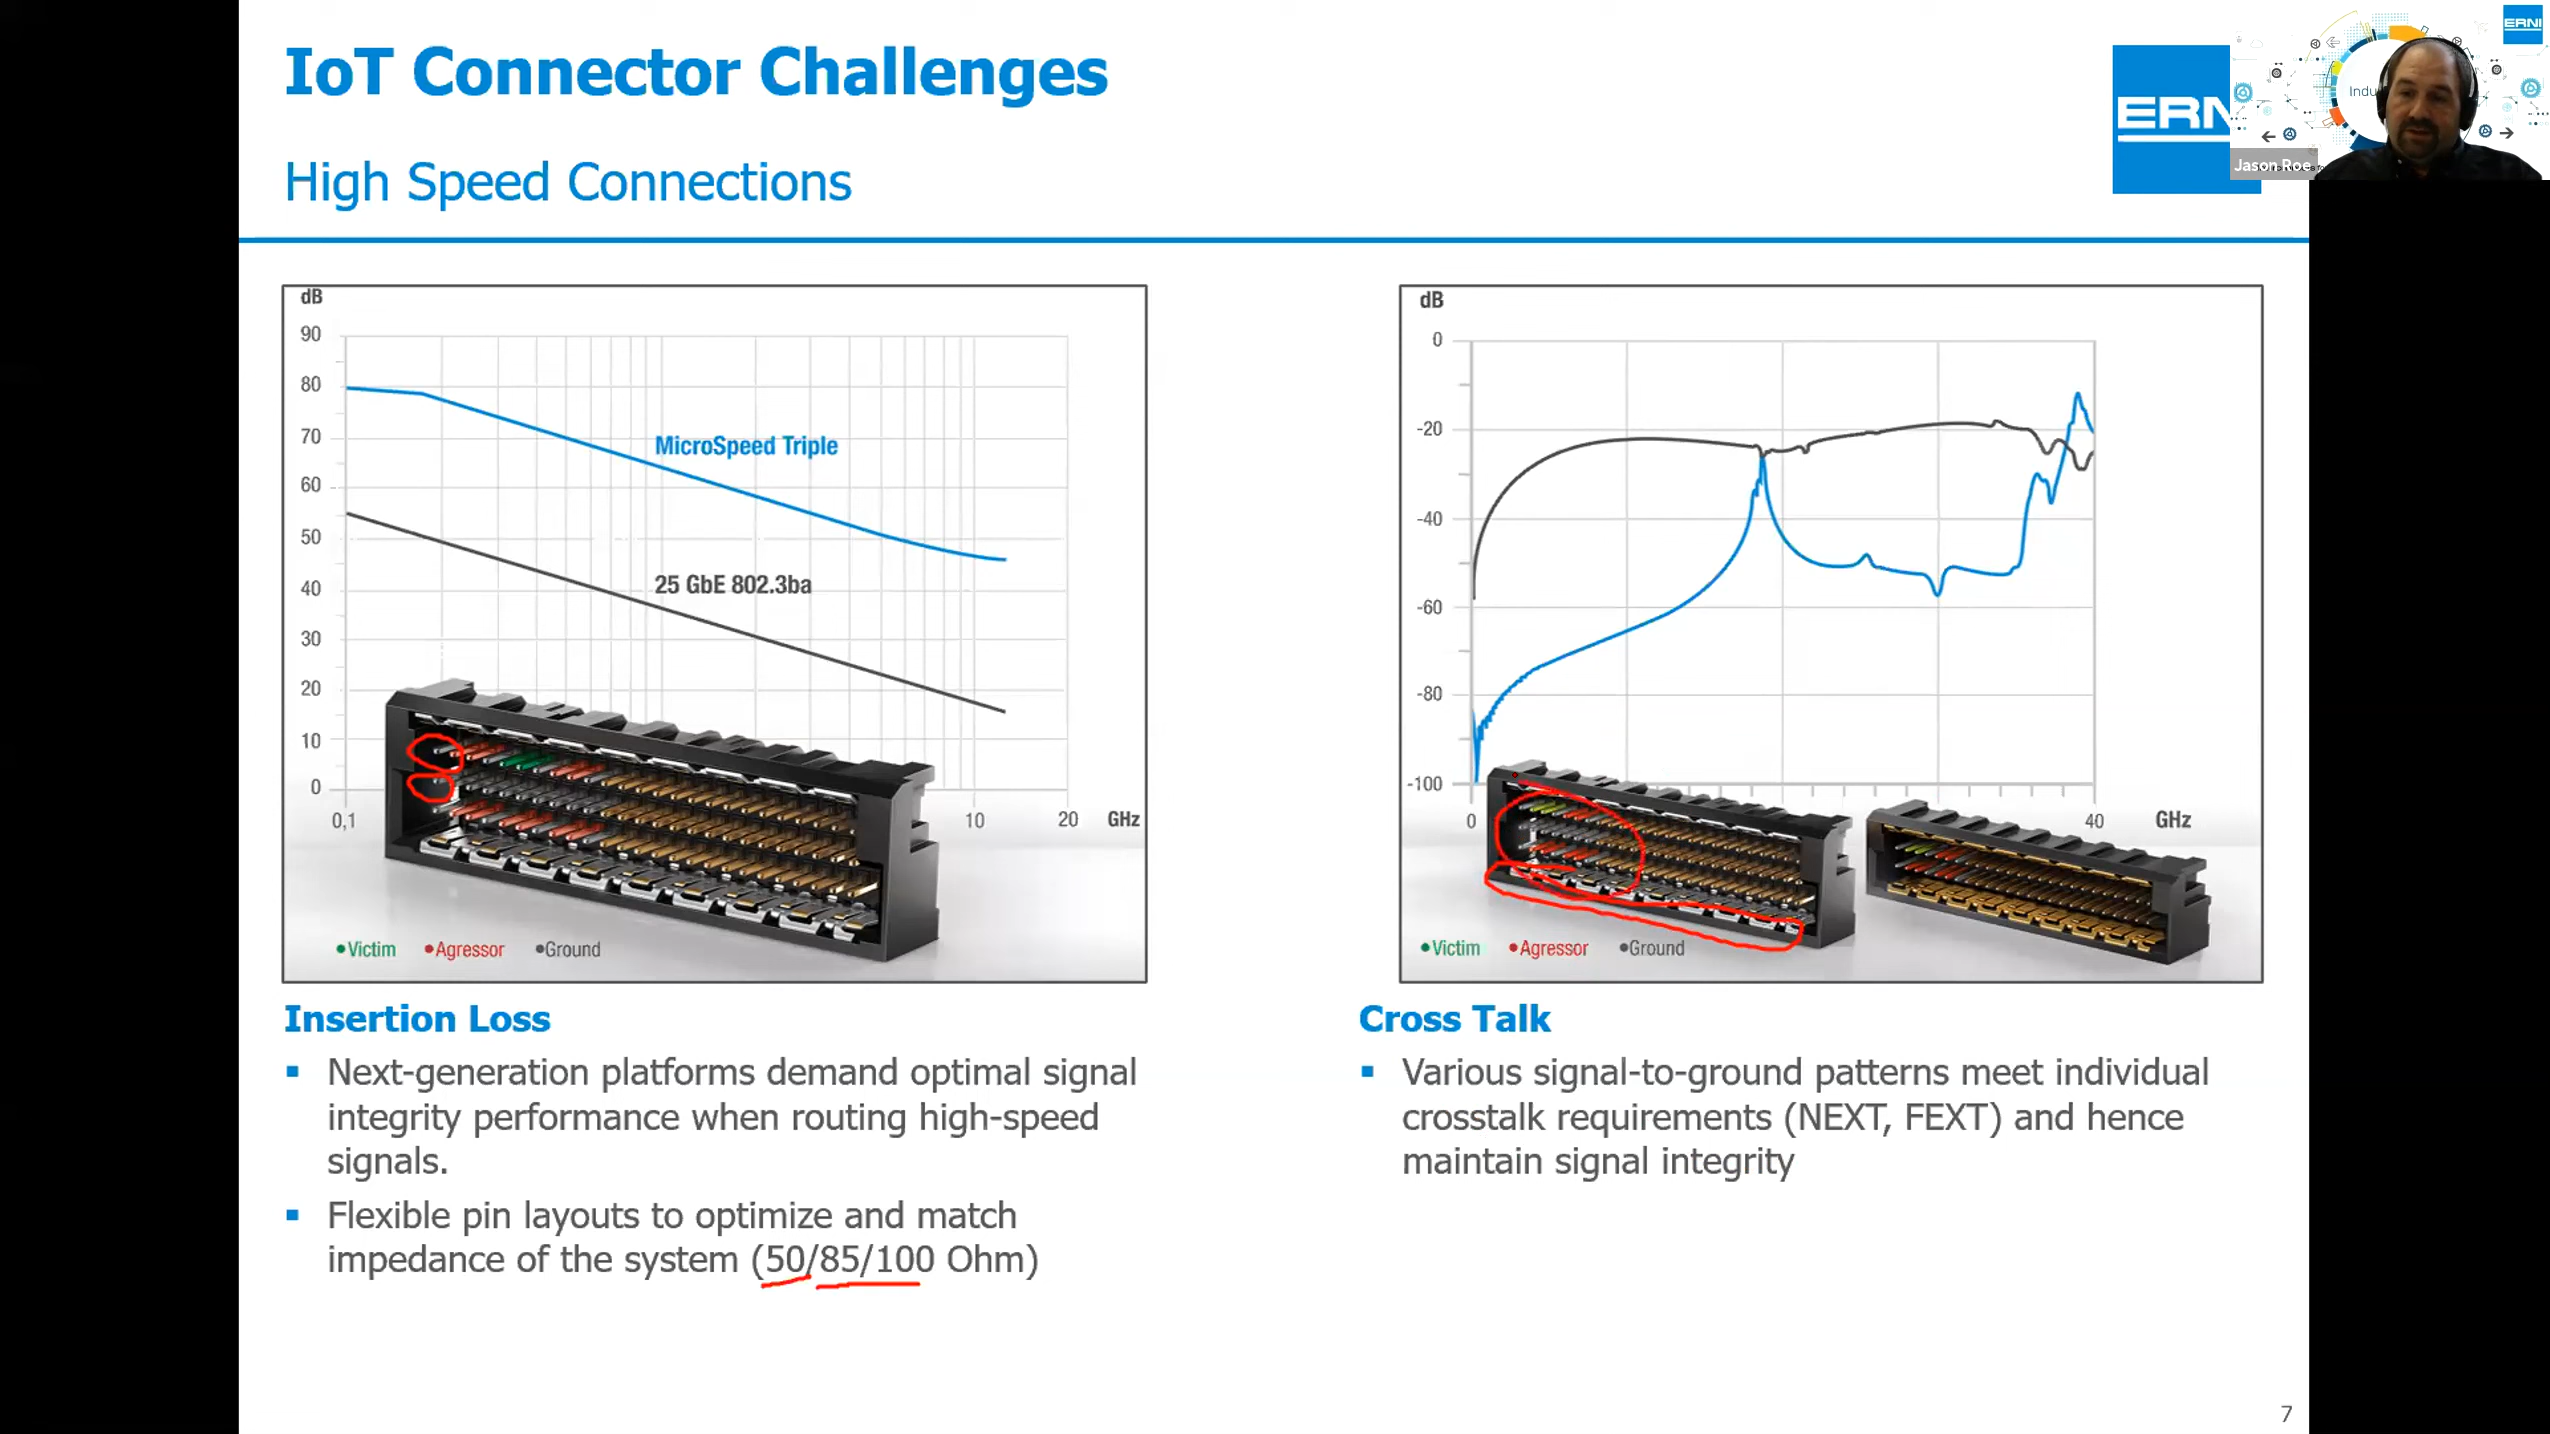 IoT Connector Challenges
High Speed Connections
ERNI
Indu
Jason Roe
dB
90
80
70
60
50
40
30
20
10
0
MicroSpeed Triple
25 GbE 802.3ba
0,1
10
20
GHz
Victim
Agressor
Ground
dB
0
-20
-40
-60
-80
-100
0
40
GHz
Victim
Agressor
Ground
Insertion Loss
Next-generation platforms demand optimal signal
integrity performance when routing high-speed
signals.
Flexible pin layouts to optimize and match
impedance of the system (50/85/100 Ohm)
Cross Talk
Various signal-to-ground patterns meet individual
crosstalk requirements (NEXT, FEXT) and hence
maintain signal integrity
7